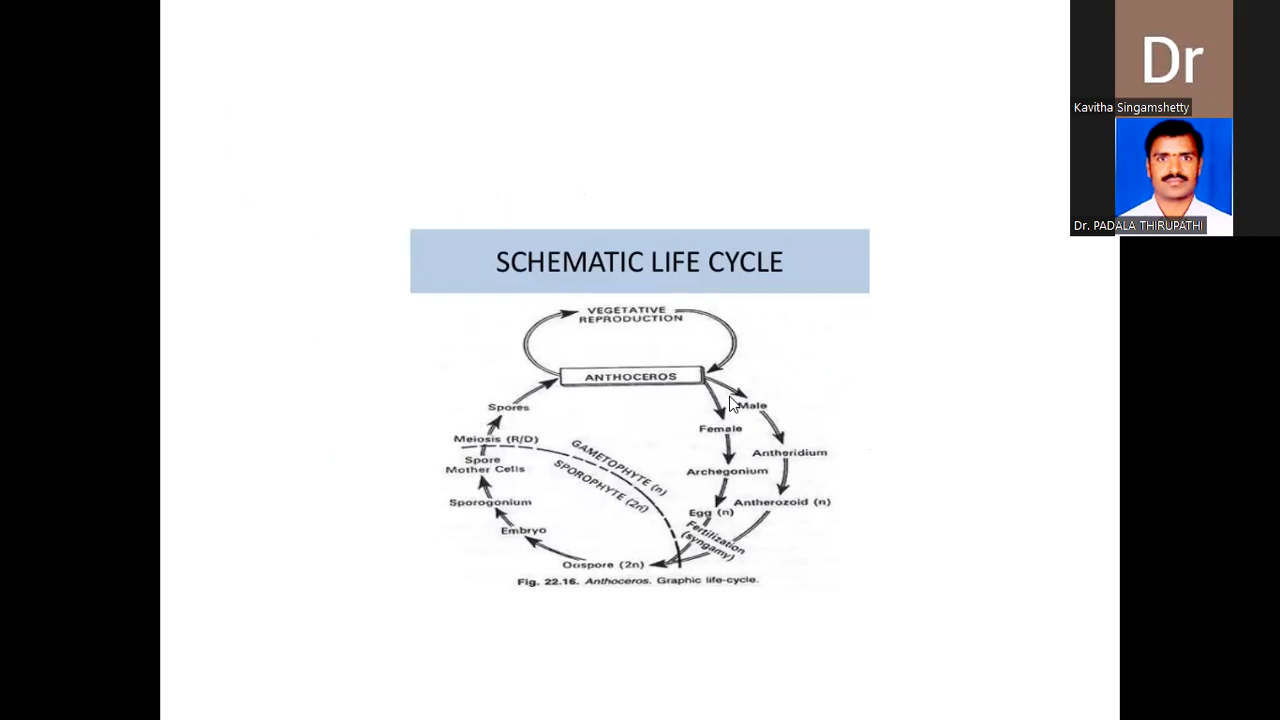 Dr
Kavitha Singamshetty
Dr. PADALA THIRUPATHI
SCHEMATIC LIFE CYCLE
VEGETATIVE
REPRODUCTION
ANTHOCEROS
Male
Female
Antheridium
Archegonium
Antherozoid (n)
Egg (n)
Fertilization
(syngamy)
Oospore (2n)
Embryo
Sporogonium
Spore
Mother Cells
Meiosis (R/D)
Spores
GAMETOPHYTE (n)
SPOROPHYTE (2n)
Fig. 22.16. Anthoceros. Graphic life-cycle.